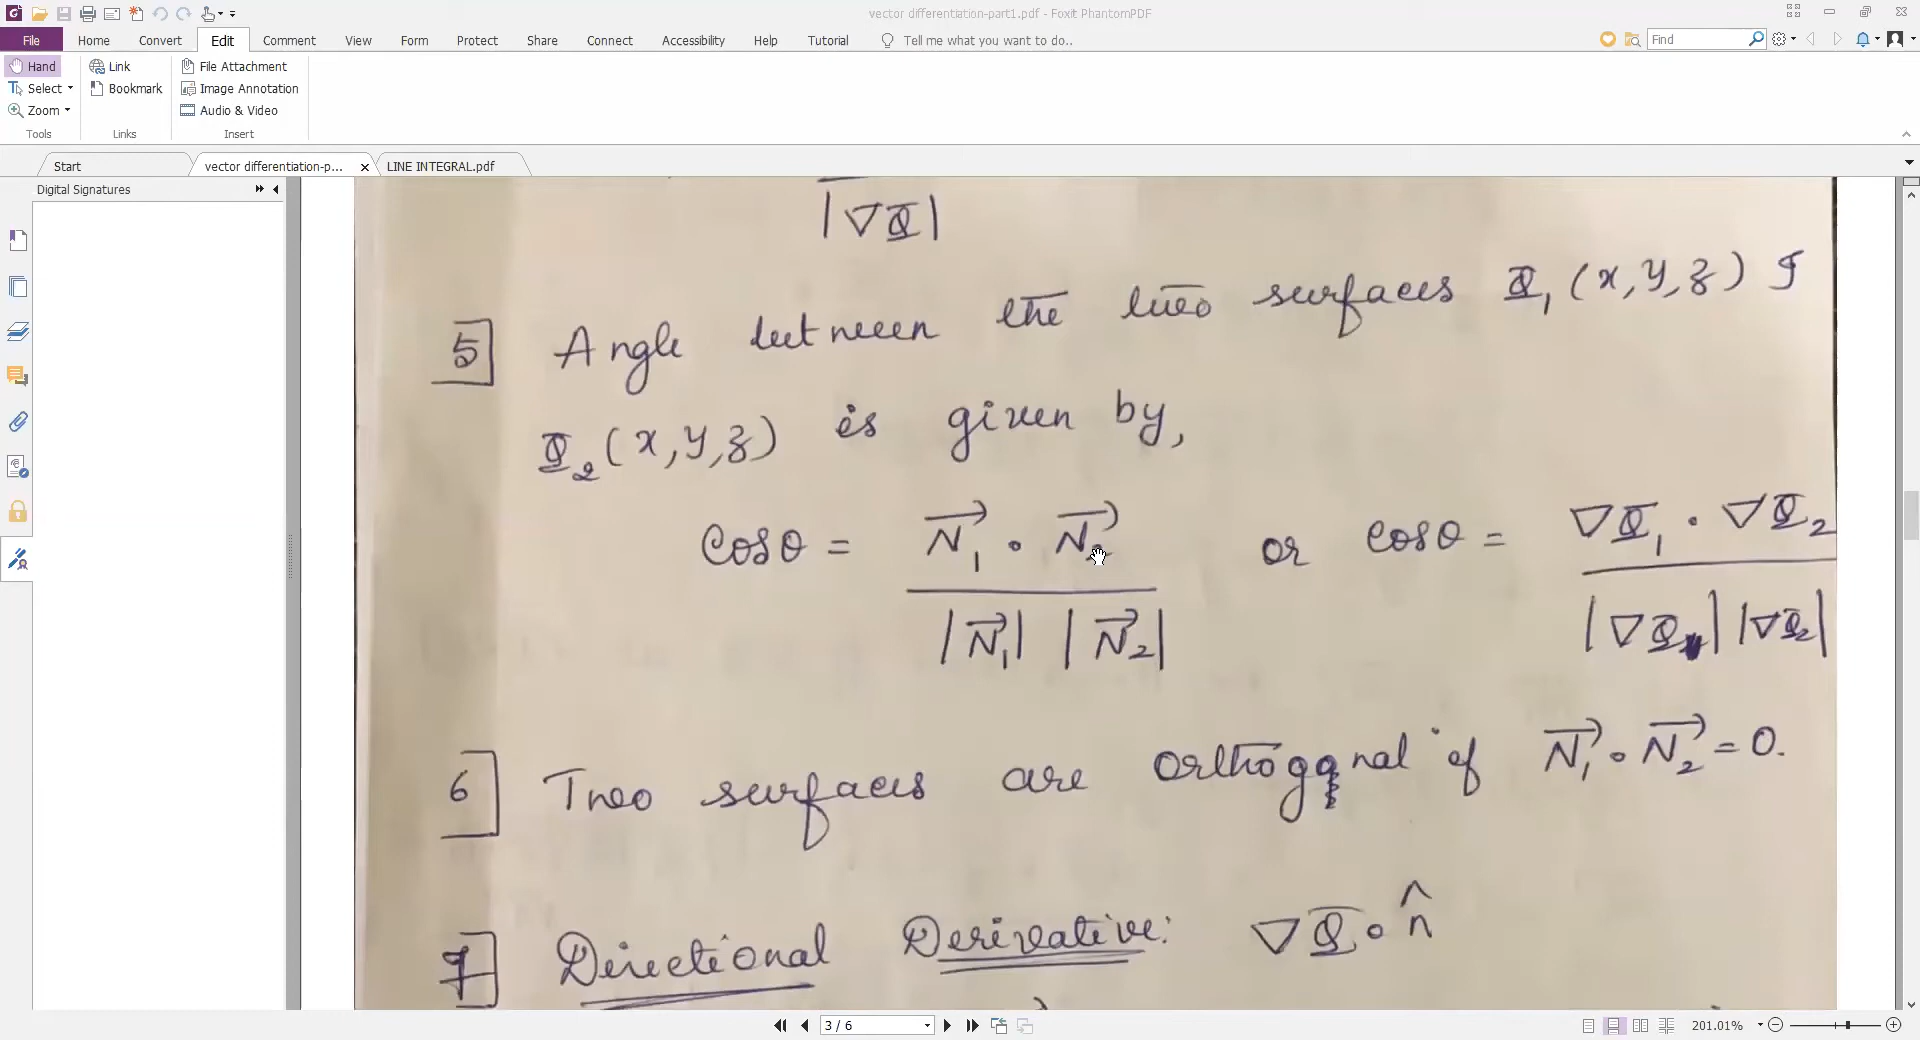 vector differentiation-part1.pdf - Foxit PhantomPDF
File Home Convert Edit Comment View Form Protect Share Connect Accessibility Help Tutorial Tell me what you want to do.. Find
Hand Link File Attachment
Select Bookmark Image Annotation
Zoom Audio & Video
Tools Links Insert
Start vector differentiation-p... LINE INTEGRAL.pdf
Digital Signatures
|∇Φ|
5 Angle between the two surfaces Φ₁(x,y,z) &
Φ₂(x,y,z) is given by,
Cosθ = N₁⃗ · N₂⃗ / |N₁⃗| |N₂⃗| or Cosθ = ∇Φ₁ · ∇Φ₂ / |∇Φ₁| |∇Φ₂|
6 Two surfaces are orthogonal if N₁⃗ · N₂⃗ = 0.
7 Directional Derivative: ∇Φ · n̂
3 / 6 201.01%